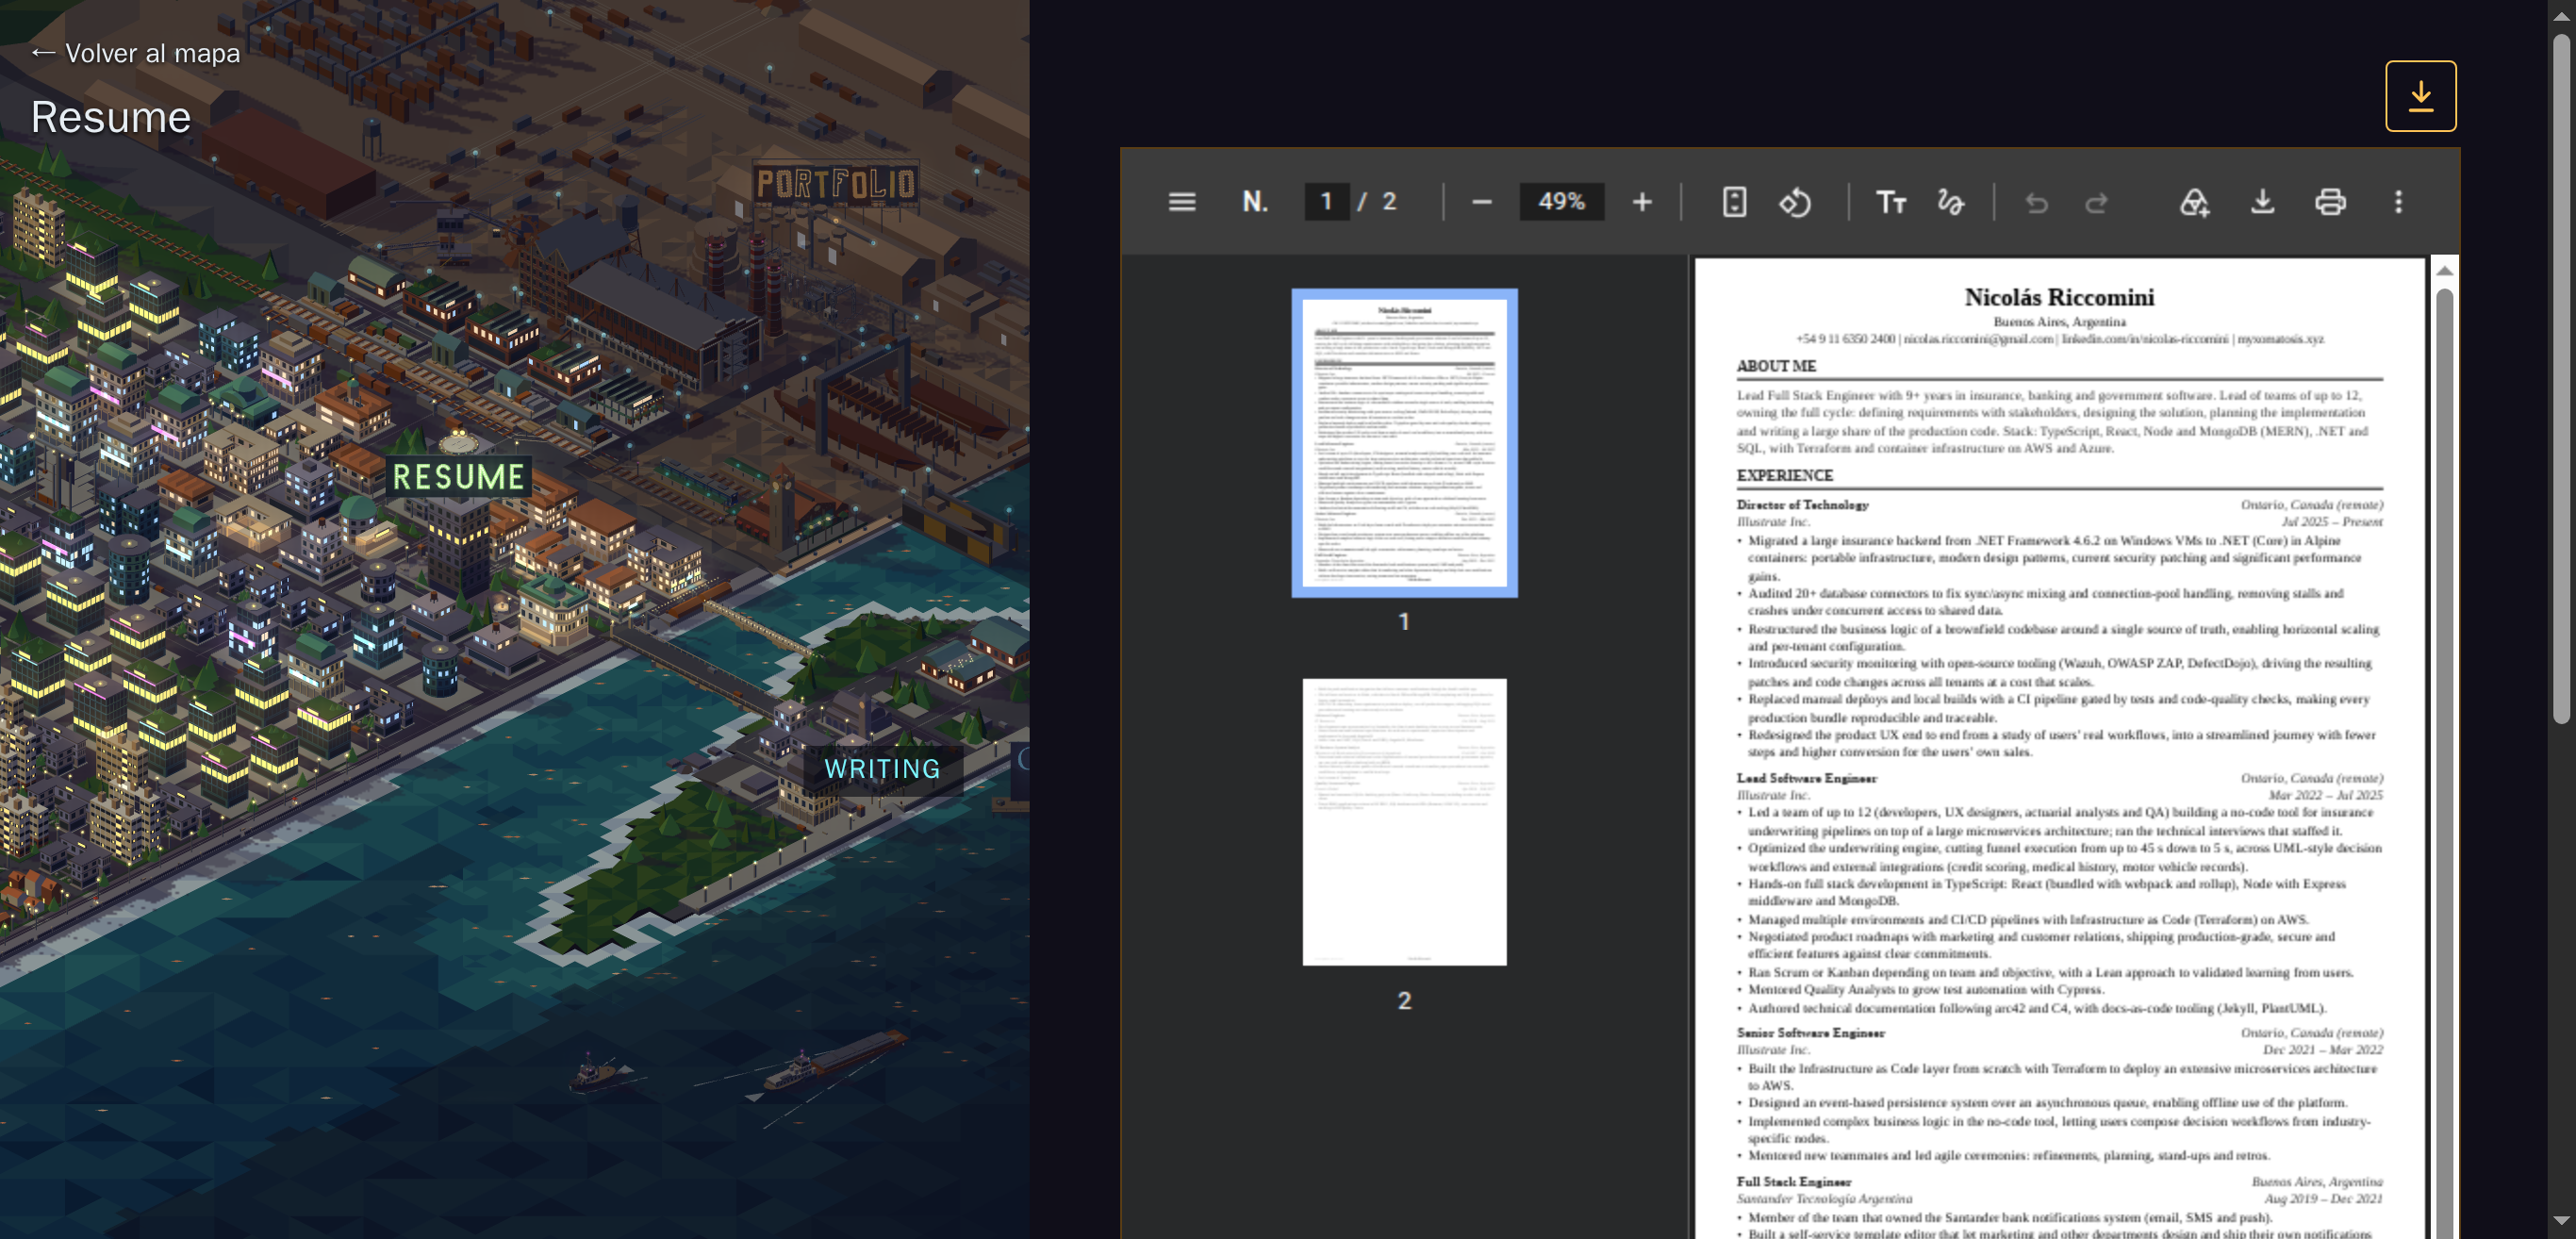 ← Volver al mapa
Resume
PORTFOLIO
RESUME
WRITING
N. 1 / 2 49%
1
2
Nicolás Riccomini
Buenos Aires, Argentina
+54 9 11 6350 2400 | nicolas.riccomini@gmail.com | linkedin.com/in/nicolas-riccomini | myxomatosis.xyz
ABOUT ME
Lead Full Stack Engineer with 9+ years in insurance, banking and government software. Lead of teams of up to 12,
owning the full cycle: defining requirements with stakeholders, designing the solution, planning the implementation
and writing a large share of the production code. Stack: TypeScript, React, Node and MongoDB (MERN), .NET and
SQL, with Terraform and container infrastructure on AWS and Azure.
EXPERIENCE
Director of Technology Ontario, Canada (remote)
Illustrate Inc. Jul 2025 – Present
• Migrated a large insurance backend from .NET Framework 4.6.2 on Windows VMs to .NET (Core) in Alpine
containers: portable infrastructure, modern design patterns, current security patching and significant performance
gains.
• Audited 20+ database connectors to fix sync/async mixing and connection-pool handling, removing stalls and
crashes under concurrent access to shared data.
• Restructured the business logic of a brownfield codebase around a single source of truth, enabling horizontal scaling
and per-tenant configuration.
• Introduced security monitoring with open-source tooling (Wazuh, OWASP ZAP, DefectDojo), driving the resulting
patches and code changes across all tenants at a cost that scales.
• Replaced manual deploys and local builds with a CI pipeline gated by tests and code-quality checks, making every
production bundle reproducible and traceable.
• Redesigned the product UX end to end from a study of users' real workflows, into a streamlined journey with fewer
steps and higher conversion for the users' own sales.
Lead Software Engineer Ontario, Canada (remote)
Illustrate Inc. Mar 2022 – Jul 2025
• Led a team of up to 12 (developers, UX designers, actuarial analysts and QA) building a no-code tool for insurance
underwriting pipelines on top of a large microservices architecture; ran the technical interviews that staffed it.
• Optimized the underwriting engine, cutting funnel execution from up to 45 s down to 5 s, across UML-style decision
workflows and external integrations (credit scoring, medical history, motor vehicle records).
• Hands-on full stack development in TypeScript: React (bundled with webpack and rollup), Node with Express
middleware and MongoDB.
• Managed multiple environments and CI/CD pipelines with Infrastructure as Code (Terraform) on AWS.
• Negotiated product roadmaps with marketing and customer relations, shipping production-grade, secure and
efficient features against clear commitments.
• Ran Scrum or Kanban depending on team and objective, with a Lean approach to validated learning from users.
• Mentored Quality Analysts to grow test automation with Cypress.
• Authored technical documentation following arc42 and C4, with docs-as-code tooling (Jekyll, PlantUML).
Senior Software Engineer Ontario, Canada (remote)
Illustrate Inc. Dec 2021 – Mar 2022
• Built the Infrastructure as Code layer from scratch with Terraform to deploy an extensive microservices architecture
to AWS.
• Designed an event-based persistence system over an asynchronous queue, enabling offline use of the platform.
• Implemented complex business logic in the no-code tool, letting users compose decision workflows from industry-
specific nodes.
• Mentored new teammates and led agile ceremonies: refinements, planning, stand-ups and retros.
Full Stack Engineer Buenos Aires, Argentina
Santander Tecnología Argentina Aug 2019 – Dec 2021
• Member of the team that owned the Santander bank notifications system (email, SMS and push).
• Built a self-service template editor that let marketing and other departments design and ship their own notifications